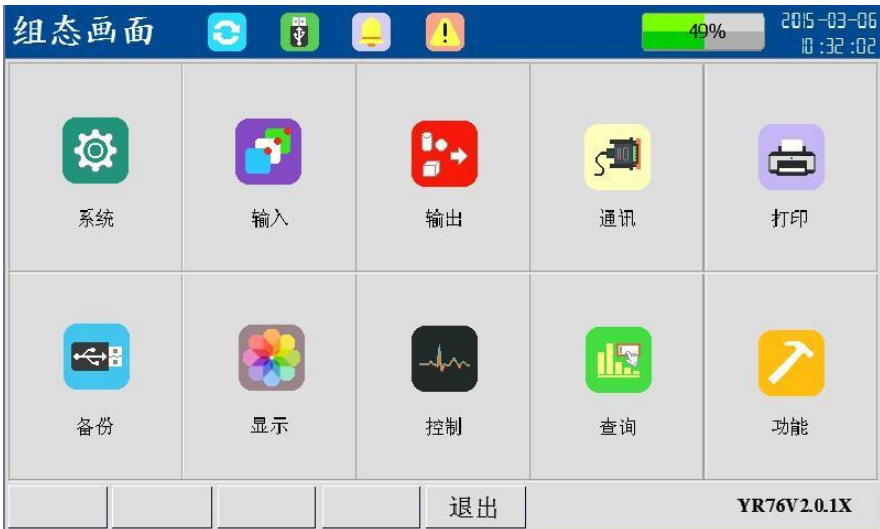 组态画面
49%
2015-03-06
10:32:02
系统
输入
输出
通讯
打印
备份
显示
控制
查询
功能
退出
YR76V2.0.1X